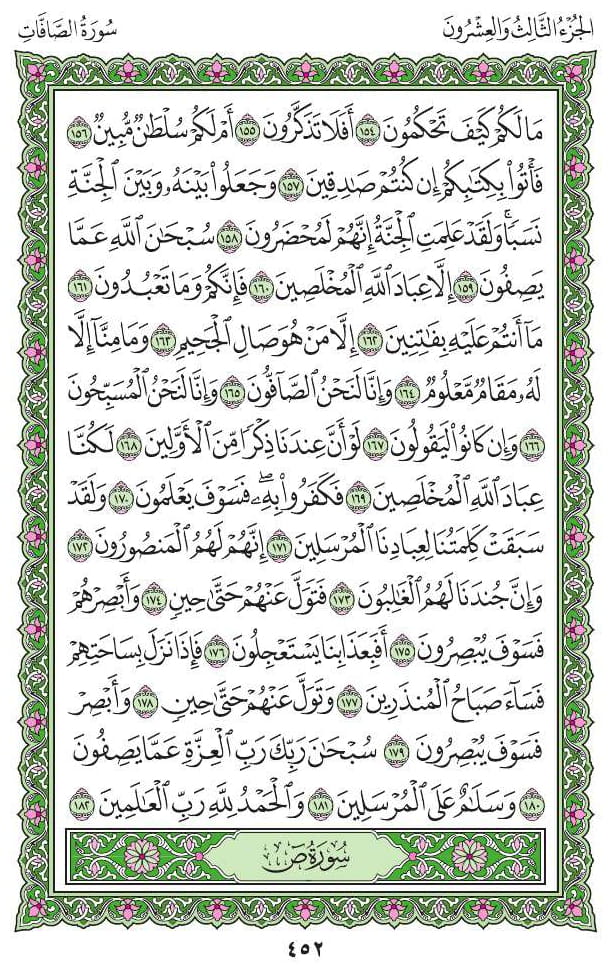 الجُزْءُ الثَّالِثُ وَالعِشْرُونَ
سُورَةُ الصَّافَّاتِ
مَا لَكُمْ كَيْفَ تَحْكُمُونَ ١٥٤ أَفَلَا تَذَكَّرُونَ ١٥٥ أَمْ لَكُمْ سُلْطَٰنٌ مُّبِينٌ ١٥٦
فَأْتُوا۟ بِكِتَٰبِكُمْ إِن كُنتُمْ صَٰدِقِينَ ١٥٧ وَجَعَلُوا۟ بَيْنَهُۥ وَبَيْنَ ٱلْجِنَّةِ
نَسَبًا ۚ وَلَقَدْ عَلِمَتِ ٱلْجِنَّةُ إِنَّهُمْ لَمُحْضَرُونَ ١٥٨ سُبْحَٰنَ ٱللَّهِ عَمَّا
يَصِفُونَ ١٥٩ إِلَّا عِبَادَ ٱللَّهِ ٱلْمُخْلَصِينَ ١٦٠ فَإِنَّكُمْ وَمَا تَعْبُدُونَ ١٦١
مَآ أَنتُمْ عَلَيْهِ بِفَٰتِنِينَ ١٦٢ إِلَّا مَنْ هُوَ صَالِ ٱلْجَحِيمِ ١٦٣ وَمَا مِنَّآ إِلَّا
لَهُۥ مَقَامٌ مَّعْلُومٌ ١٦٤ وَإِنَّا لَنَحْنُ ٱلصَّآفُّونَ ١٦٥ وَإِنَّا لَنَحْنُ ٱلْمُسَبِّحُونَ
١٦٦ وَإِن كَانُوا۟ لَيَقُولُونَ ١٦٧ لَوْ أَنَّ عِندَنَا ذِكْرًا مِّنَ ٱلْأَوَّلِينَ ١٦٨ لَكُنَّا
عِبَادَ ٱللَّهِ ٱلْمُخْلَصِينَ ١٦٩ فَكَفَرُوا۟ بِهِۦ ۖ فَسَوْفَ يَعْلَمُونَ ١٧٠ وَلَقَدْ
سَبَقَتْ كَلِمَتُنَا لِعِبَادِنَا ٱلْمُرْسَلِينَ ١٧١ إِنَّهُمْ لَهُمُ ٱلْمَنصُورُونَ ١٧٢
وَإِنَّ جُندَنَا لَهُمُ ٱلْغَٰلِبُونَ ١٧٣ فَتَوَلَّ عَنْهُمْ حَتَّىٰ حِينٍ ١٧٤ وَأَبْصِرْهُمْ
فَسَوْفَ يُبْصِرُونَ ١٧٥ أَفَبِعَذَابِنَا يَسْتَعْجِلُونَ ١٧٦ فَإِذَا نَزَلَ بِسَاحَتِهِمْ
فَسَآءَ صَبَاحُ ٱلْمُنذَرِينَ ١٧٧ وَتَوَلَّ عَنْهُمْ حَتَّىٰ حِينٍ ١٧٨ وَأَبْصِرْ
فَسَوْفَ يُبْصِرُونَ ١٧٩ سُبْحَٰنَ رَبِّكَ رَبِّ ٱلْعِزَّةِ عَمَّا يَصِفُونَ
١٨٠ وَسَلَٰمٌ عَلَى ٱلْمُرْسَلِينَ ١٨١ وَٱلْحَمْدُ لِلَّهِ رَبِّ ٱلْعَٰلَمِينَ ١٨٢
سُورَةُ صٓ
٤٥٢